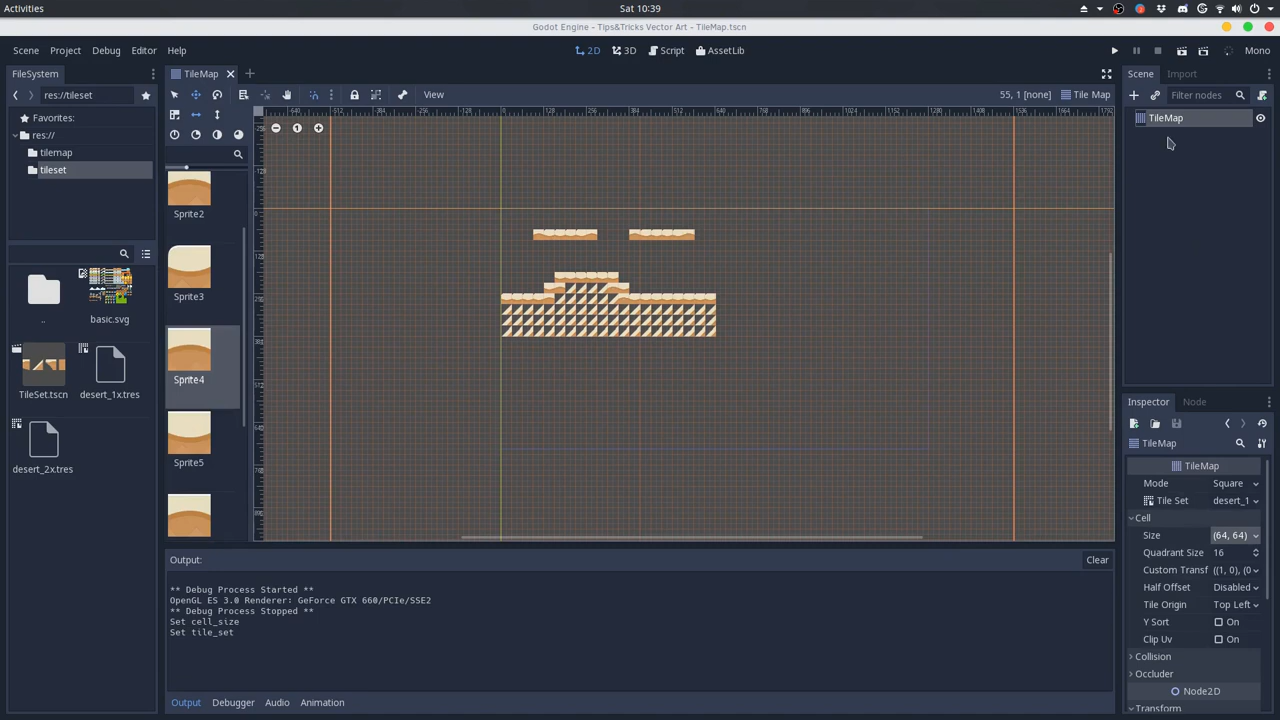 Activities
Sat 10:39
Godot Engine - Tips&Tricks Vector Art - TileMap.tscn
Scene Project Debug Editor Help
2D 3D Script AssetLib
Mono
FileSystem
res://tileset
Favorites:
res://
tilemap
tileset
..
basic.svg
TileSet.tscn
desert_1x.tres
desert_2x.tres
TileMap
View
55, 1 [none]
Tile Map
Sprite2
Sprite3
Sprite4
Sprite5
Output:
Clear
** Debug Process Started **
OpenGL ES 3.0 Renderer: GeForce GTX 660/PCIe/SSE2
** Debug Process Stopped **
Set cell_size
Set tile_set
Output Debugger Audio Animation
Scene Import
Filter nodes
TileMap
Inspector Node
TileMap
TileMap
Mode Square
Tile Set desert_1
Cell
Size (64, 64)
Quadrant Size 16
Custom Transf ((1, 0), (0
Half Offset Disabled
Tile Origin Top Left
Y Sort On
Clip Uv On
Collision
Occluder
Node2D
Transform